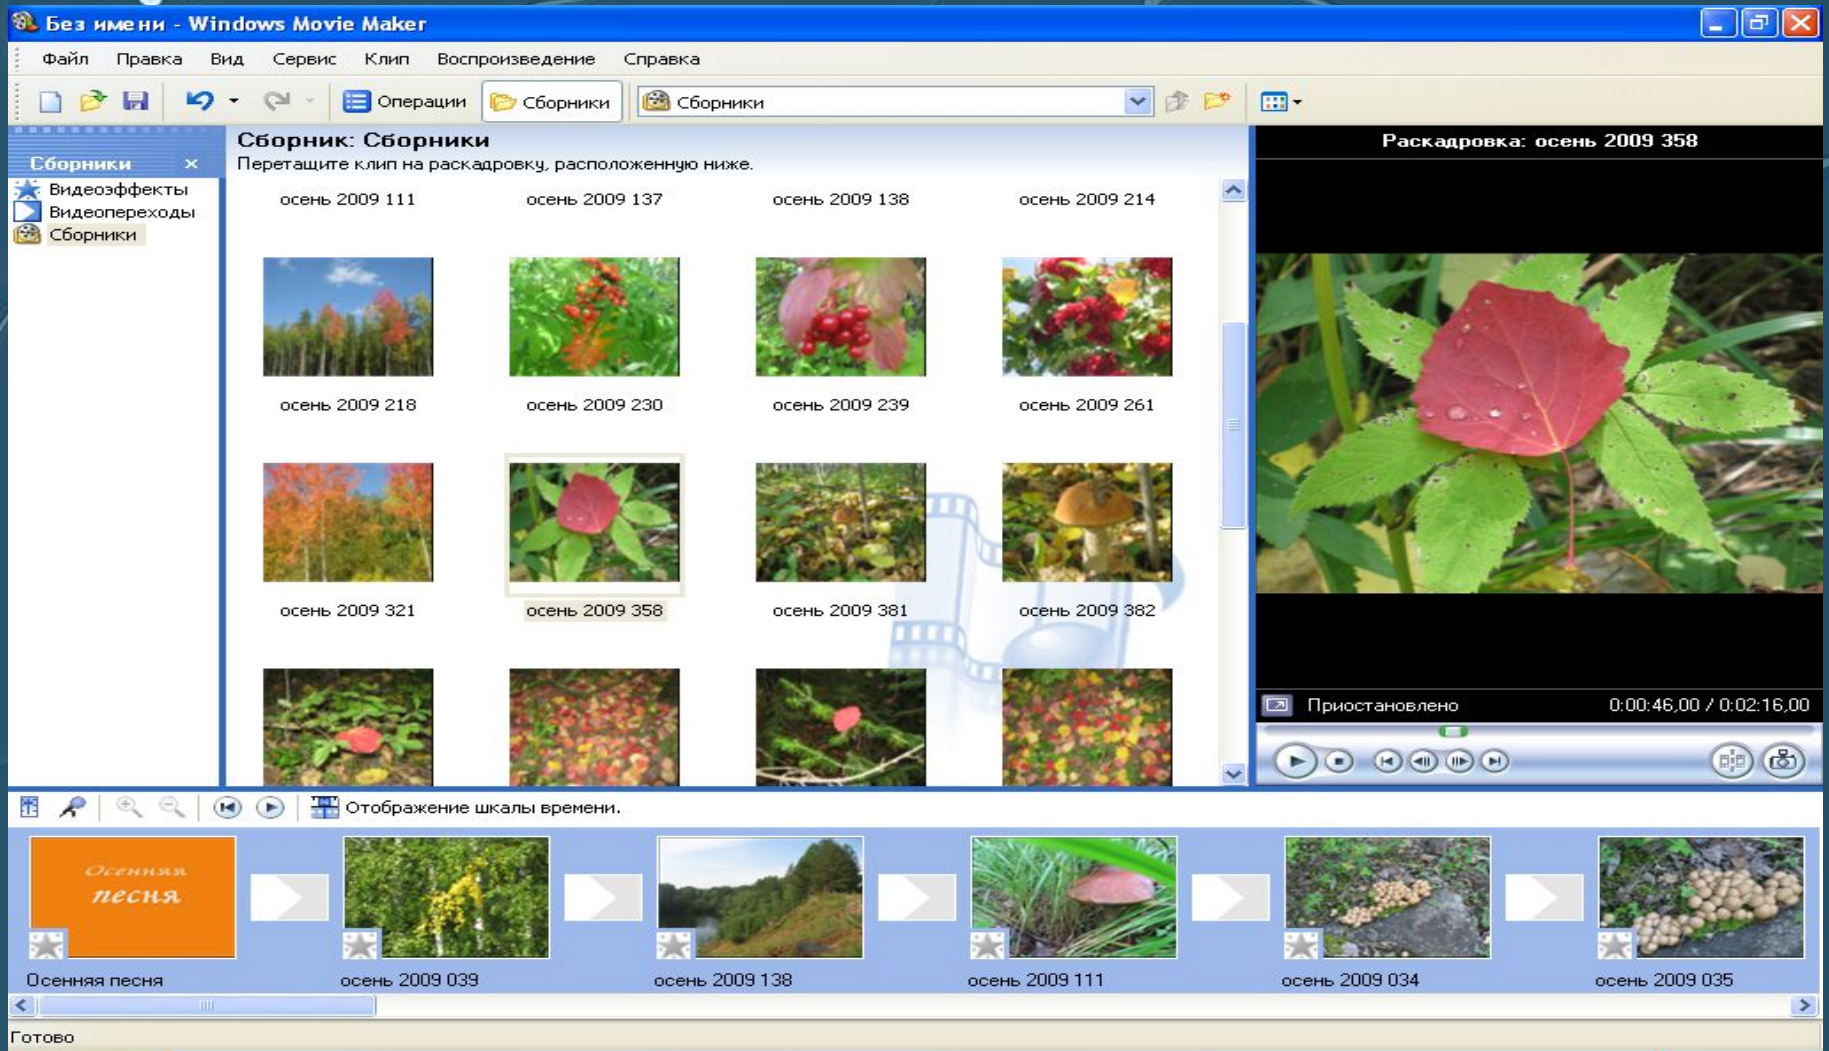 Без имени - Windows Movie Maker
Файл Правка Вид Сервис Клип Воспроизведение Справка
Операции Сборники Сборники
Сборники
Видеоэффекты
Видеопереходы
Сборники
Сборник: Сборники
Перетащите клип на раскадровку, расположенную ниже.
осень 2009 111 осень 2009 137 осень 2009 138 осень 2009 214
осень 2009 218 осень 2009 230 осень 2009 239 осень 2009 261
осень 2009 321 осень 2009 358 осень 2009 381 осень 2009 382
Раскадровка: осень 2009 358
Приостановлено 0:00:46,00 / 0:02:16,00
Отображение шкалы времени.
Осенняя
песня
Осенняя песня осень 2009 039 осень 2009 138 осень 2009 111 осень 2009 034 осень 2009 035
Готово